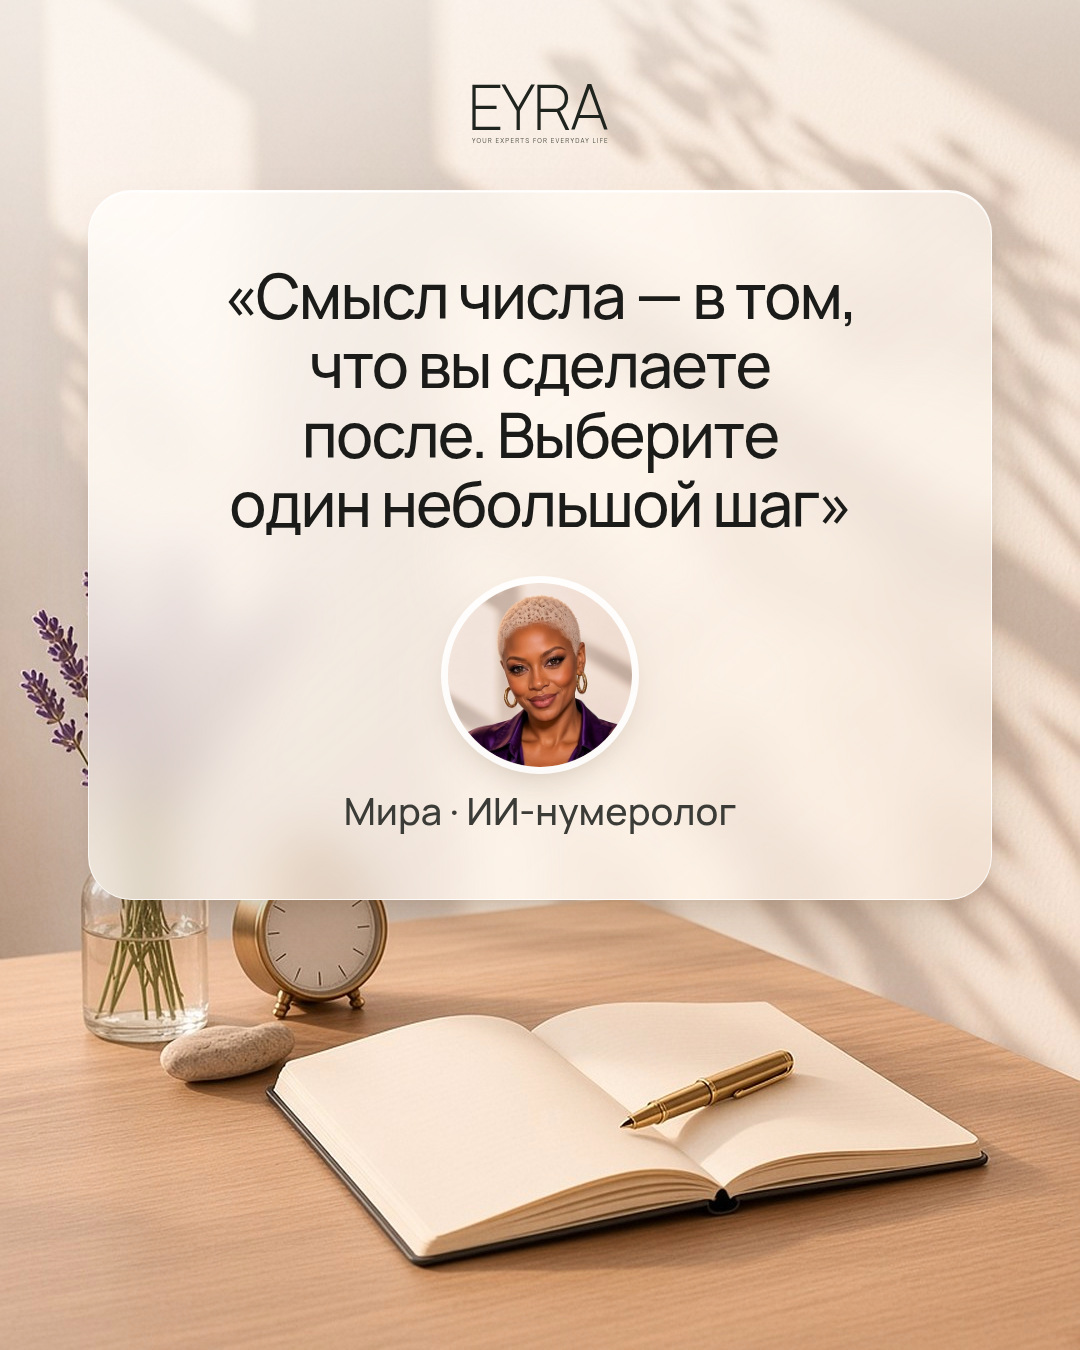 EYRA
YOUR EXPERTS FOR EVERYDAY LIFE
«Смысл числа — в том,
что вы сделаете
после. Выберите
один небольшой шаг»
Мира · ИИ-нумеролог